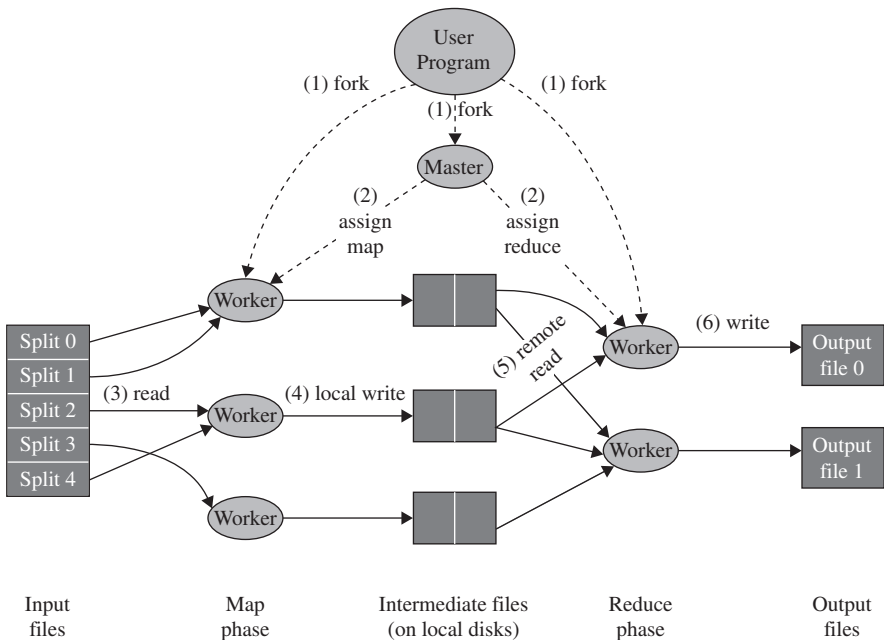 User
Program
(1) fork
(1) fork
(1) fork
Master
(2)
assign
map
(2)
assign
reduce
Worker
Split 0
Split 1
Split 2
Split 3
Split 4
(3) read
Worker
(4) local write
Worker
(5) remote
read
Worker
(6) write
Output
file 0
Worker
Output
file 1
Input
files
Map
phase
Intermediate files
(on local disks)
Reduce
phase
Output
files